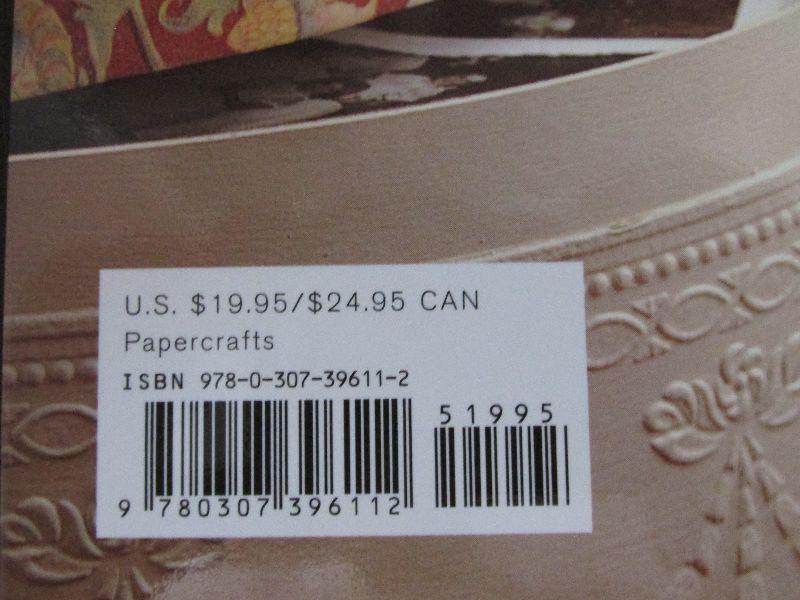 U.S. $19.95/$24.95 CAN
Papercrafts
ISBN 978-0-307-39611-2
51995
9 780307 396112